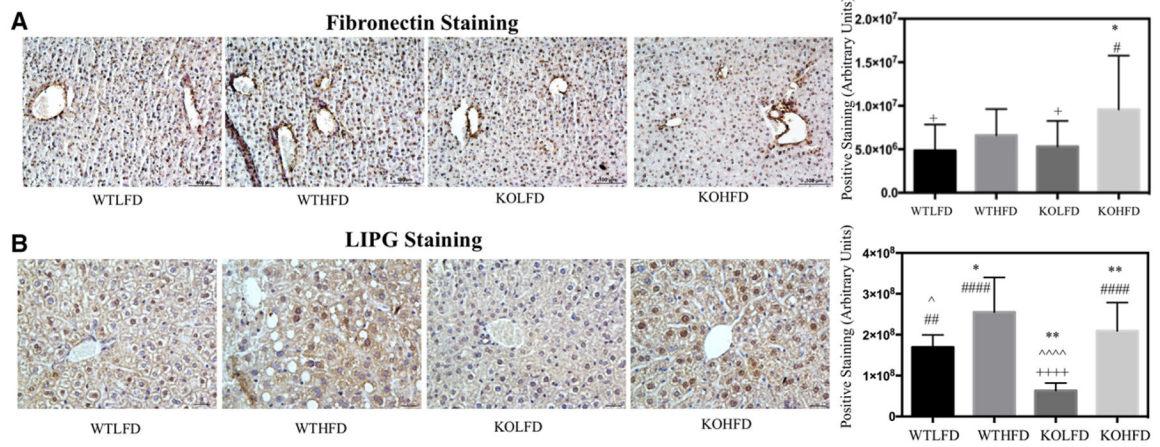 A
Fibronectin Staining
WTLFD
WTHFD
KOLFD
KOHFD
Positive Staining (Arbitrary Units)
2.0×10⁷
1.5×10⁷
1.0×10⁷
5.0×10⁶
0.0
+
+
*
#
WTLFD
WTHFD
KOLFD
KOHFD
B
LIPG Staining
WTLFD
WTHFD
KOLFD
KOHFD
Positive Staining (Arbitrary Units)
4×10⁸
3×10⁸
2×10⁸
1×10⁸
0
^
##
*
####
**
^^^^
++++
**
####
WTLFD
WTHFD
KOLFD
KOHFD